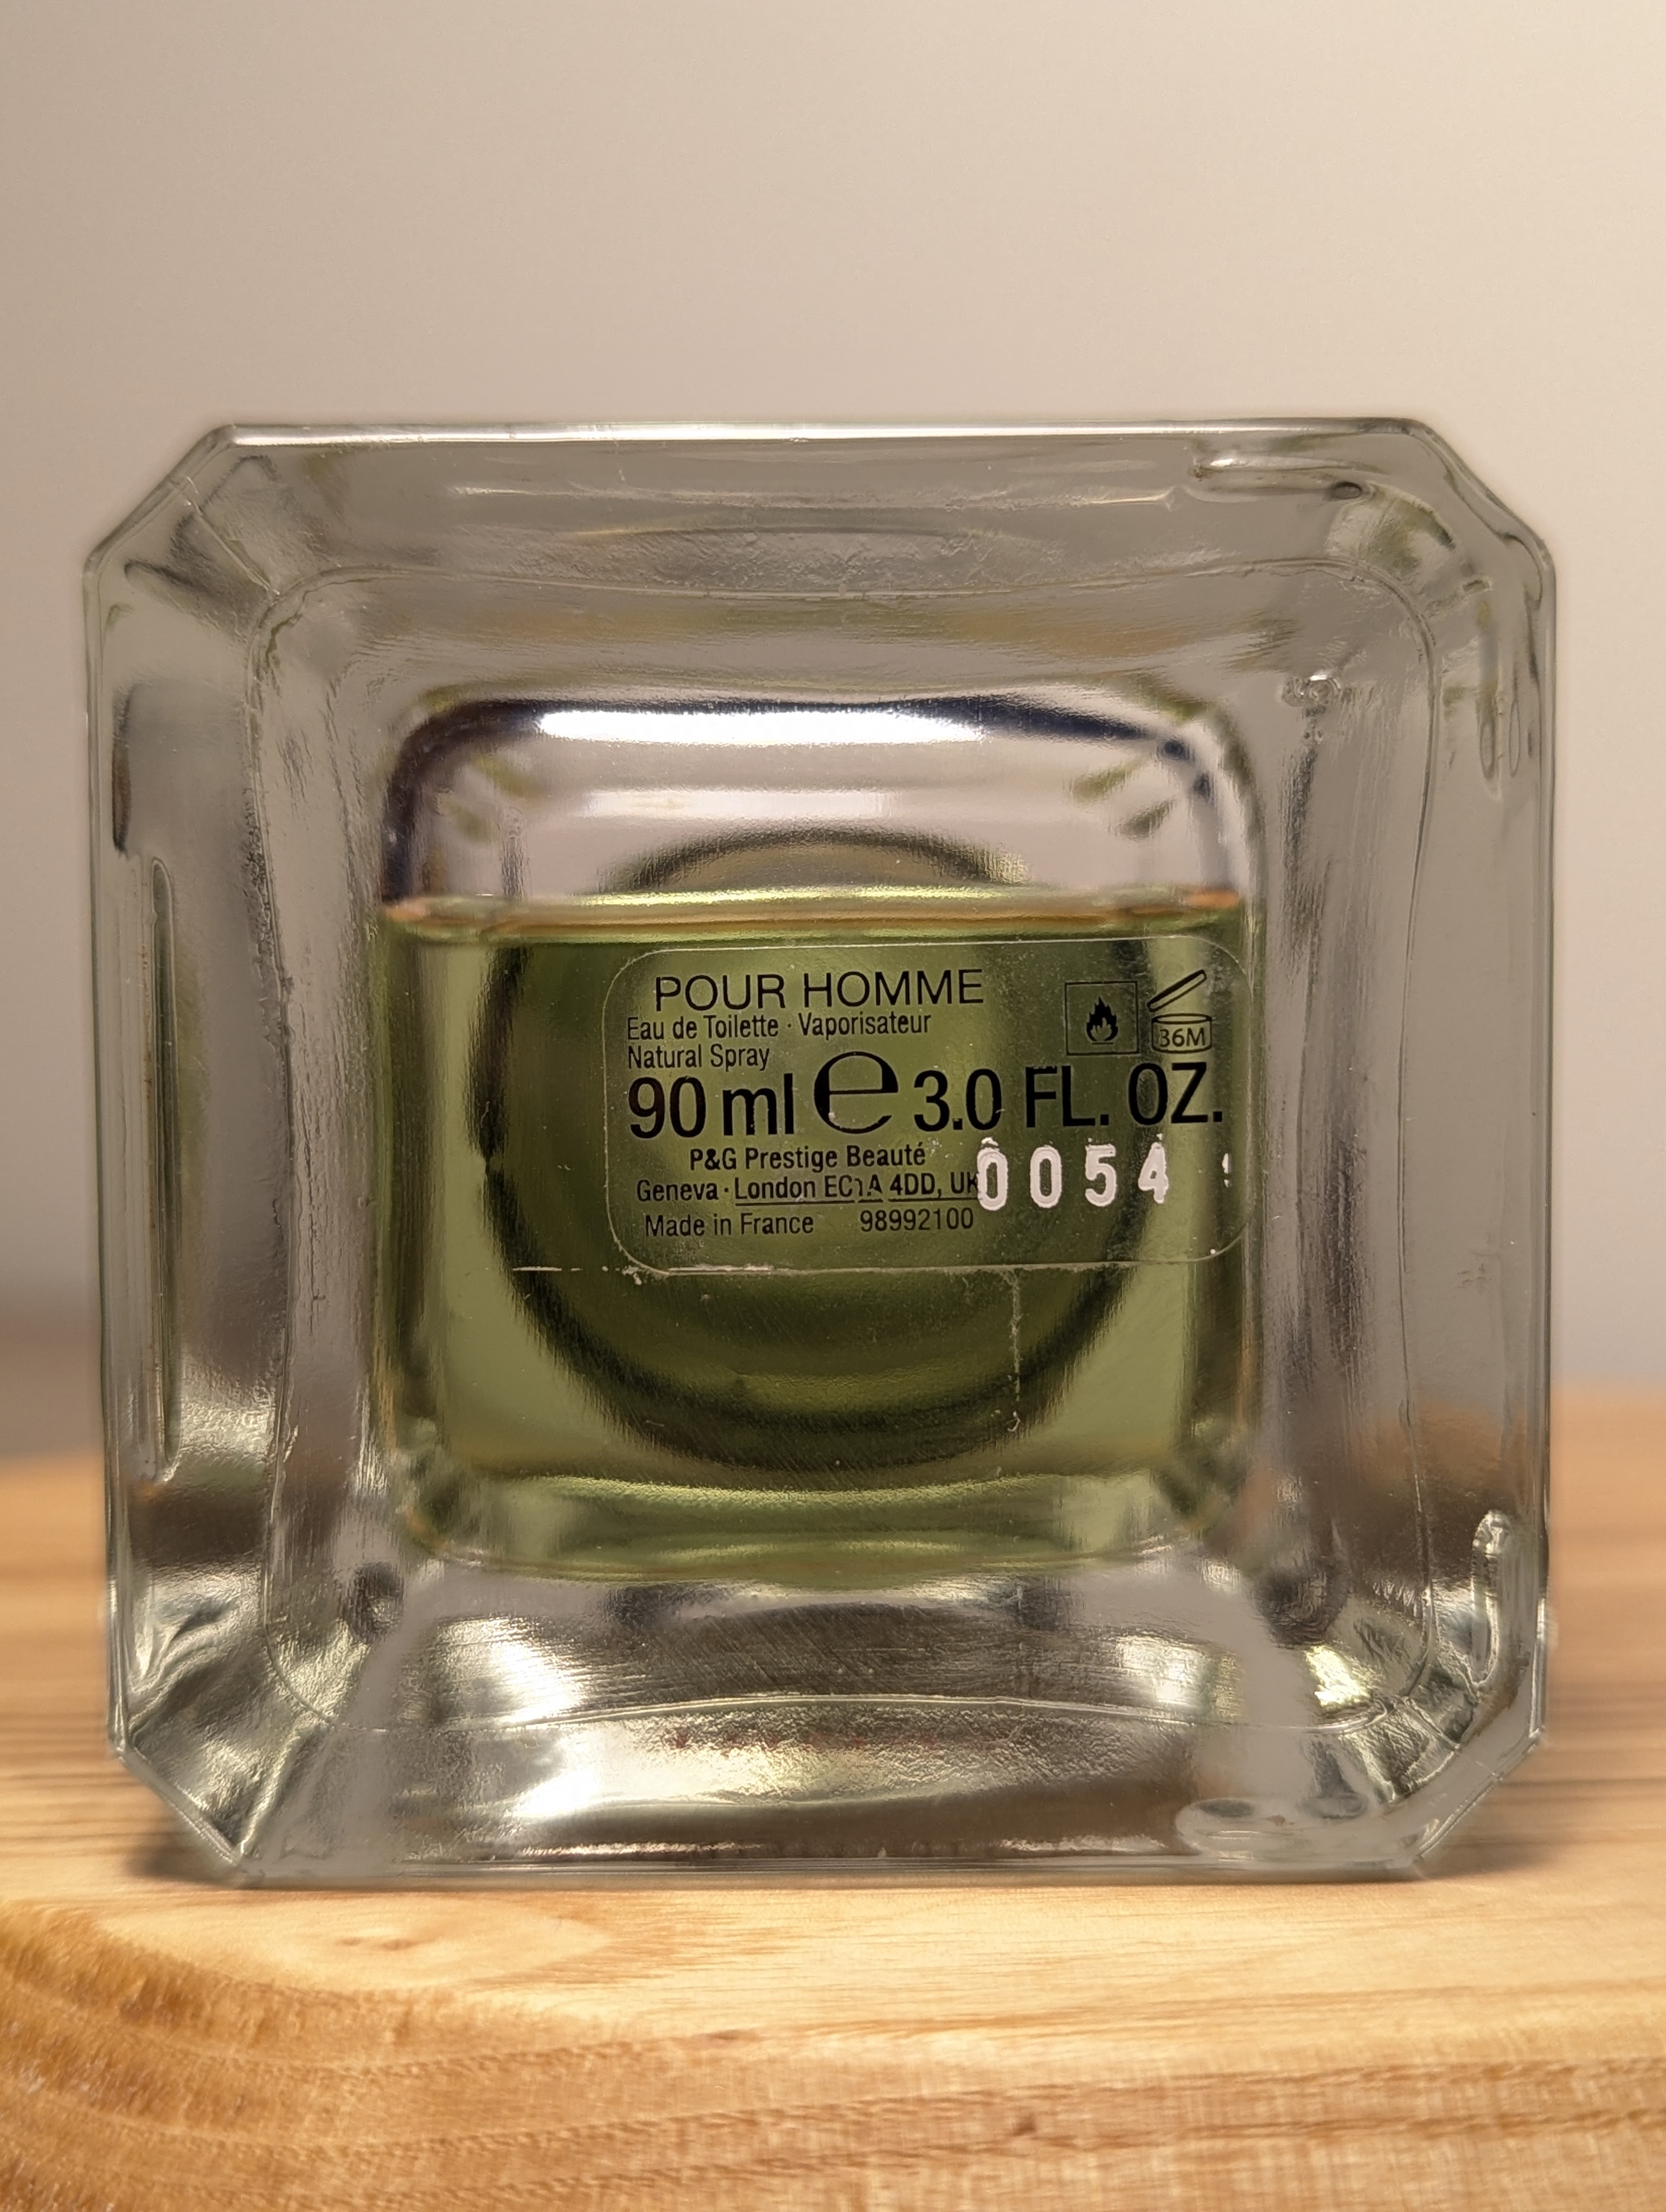 POUR HOMME
Eau de Toilette · Vaporisateur
Natural Spray
36M
90 ml e 3.0 FL. OZ.
P&G Prestige Beauté
Geneva · London EC1A 4DD, UK
0054
Made in France 98992100